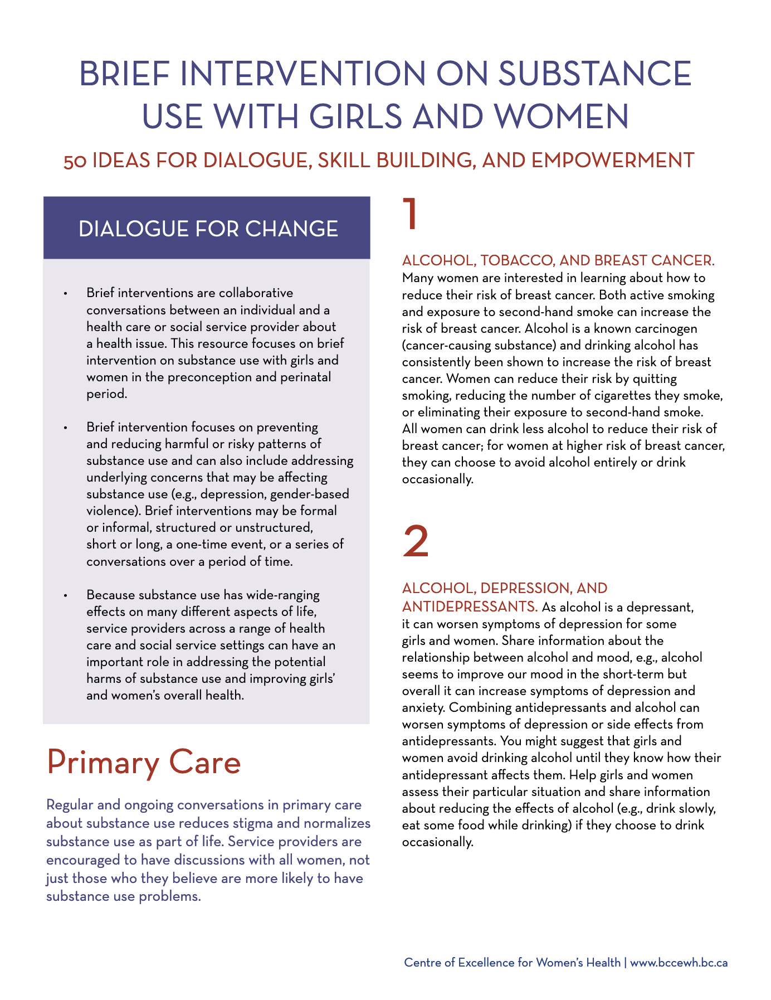 BRIEF INTERVENTION ON SUBSTANCE
USE WITH GIRLS AND WOMEN
50 IDEAS FOR DIALOGUE, SKILL BUILDING, AND EMPOWERMENT
DIALOGUE FOR CHANGE
• Brief interventions are collaborative
conversations between an individual and a
health care or social service provider about
a health issue. This resource focuses on brief
intervention on substance use with girls and
women in the preconception and perinatal
period.
• Brief intervention focuses on preventing
and reducing harmful or risky patterns of
substance use and can also include addressing
underlying concerns that may be affecting
substance use (e.g., depression, gender-based
violence). Brief interventions may be formal
or informal, structured or unstructured,
short or long, a one-time event, or a series of
conversations over a period of time.
• Because substance use has wide-ranging
effects on many different aspects of life,
service providers across a range of health
care and social service settings can have an
important role in addressing the potential
harms of substance use and improving girls’
and women’s overall health.
Primary Care
Regular and ongoing conversations in primary care
about substance use reduces stigma and normalizes
substance use as part of life. Service providers are
encouraged to have discussions with all women, not
just those who they believe are more likely to have
substance use problems.
1
ALCOHOL, TOBACCO, AND BREAST CANCER.
Many women are interested in learning about how to
reduce their risk of breast cancer. Both active smoking
and exposure to second-hand smoke can increase the
risk of breast cancer. Alcohol is a known carcinogen
(cancer-causing substance) and drinking alcohol has
consistently been shown to increase the risk of breast
cancer. Women can reduce their risk by quitting
smoking, reducing the number of cigarettes they smoke,
or eliminating their exposure to second-hand smoke.
All women can drink less alcohol to reduce their risk of
breast cancer; for women at higher risk of breast cancer,
they can choose to avoid alcohol entirely or drink
occasionally.
2
ALCOHOL, DEPRESSION, AND
ANTIDEPRESSANTS. As alcohol is a depressant,
it can worsen symptoms of depression for some
girls and women. Share information about the
relationship between alcohol and mood, e.g., alcohol
seems to improve our mood in the short-term but
overall it can increase symptoms of depression and
anxiety. Combining antidepressants and alcohol can
worsen symptoms of depression or side effects from
antidepressants. You might suggest that girls and
women avoid drinking alcohol until they know how their
antidepressant affects them. Help girls and women
assess their particular situation and share information
about reducing the effects of alcohol (e.g., drink slowly,
eat some food while drinking) if they choose to drink
occasionally.
Centre of Excellence for Women’s Health | www.bccewh.bc.ca